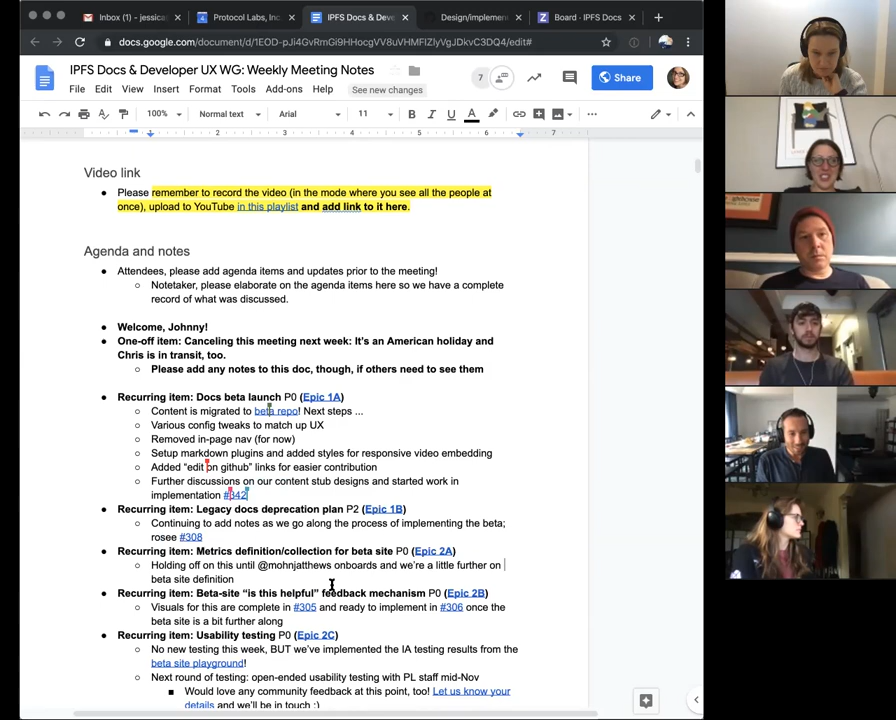 Inbox (1) - jessica
Protocol Labs, Inc.
IPFS Docs & Deve
Design/implemen
Board · IPFS Docs
docs.google.com/document/d/1EOD-pJi4GvRmGi9HHocgVV8uVHMFIZlyVgJDkvC3DQ4/edit#
IPFS Docs & Developer UX WG: Weekly Meeting Notes
File Edit View Insert Format Tools Add-ons Help See new changes
7
Share
100% Normal text Arial 11 B I U A
1 2 3 4 5 6 7
Video link
Please remember to record the video (in the mode where you see all the people at
once), upload to YouTube in this playlist and add link to it here.
Agenda and notes
Attendees, please add agenda items and updates prior to the meeting!
Notetaker, please elaborate on the agenda items here so we have a complete
record of what was discussed.
Welcome, Johnny!
One-off item: Canceling this meeting next week: It's an American holiday and
Chris is in transit, too.
Please add any notes to this doc, though, if others need to see them
Recurring item: Docs beta launch P0 (Epic 1A)
Content is migrated to beta repo! Next steps ...
Various config tweaks to match up UX
Removed in-page nav (for now)
Setup markdown plugins and added styles for responsive video embedding
Added "edit on github" links for easier contribution
Further discussions on our content stub designs and started work in
implementation #342
Recurring item: Legacy docs deprecation plan P2 (Epic 1B)
Continuing to add notes as we go along the process of implementing the beta;
rosee #308
Recurring item: Metrics definition/collection for beta site P0 (Epic 2A)
Holding off on this until @mohnjatthews onboards and we're a little further on
beta site definition
Recurring item: Beta-site "is this helpful" feedback mechanism P0 (Epic 2B)
Visuals for this are complete in #305 and ready to implement in #306 once the
beta site is a bit further along
Recurring item: Usability testing P0 (Epic 2C)
No new testing this week, BUT we've implemented the IA testing results from the
beta site playground!
Next round of testing: open-ended usability testing with PL staff mid-Nov
Would love any community feedback at this point, too! Let us know your
details and we'll be in touch :)